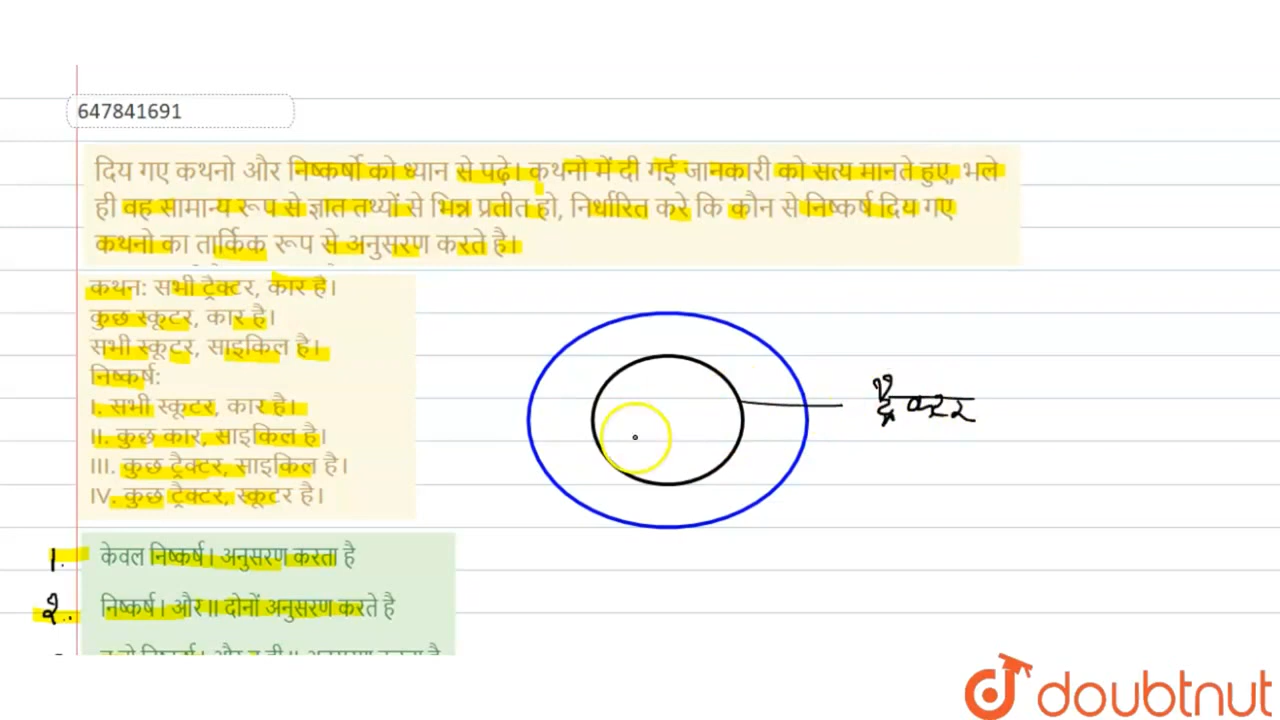 647841691
दिय गए कथनो और निष्कर्षो को ध्यान से पढ़े। कथनो में दी गई जानकारी को सत्य मानते हुए, भले
ही वह सामान्य रूप से ज्ञात तथ्यों से भिन्न प्रतीत हो, निर्धारित करे कि कौन से निष्कर्ष दिय गए
कथनो का तार्किक रूप से अनुसरण करते है।
कथन: सभी ट्रैक्टर, कार है।
कुछ स्कूटर, कार है।
सभी स्कूटर, साइकिल है।
निष्कर्ष:
I. सभी स्कूटर, कार है।
II. कुछ कार, साइकिल है।
III. कुछ ट्रैक्टर, साइकिल है।
IV. कुछ ट्रैक्टर, स्कूटर है।
1. केवल निष्कर्ष I अनुसरण करता है
2. निष्कर्ष I और II दोनों अनुसरण करते है
doubtnut